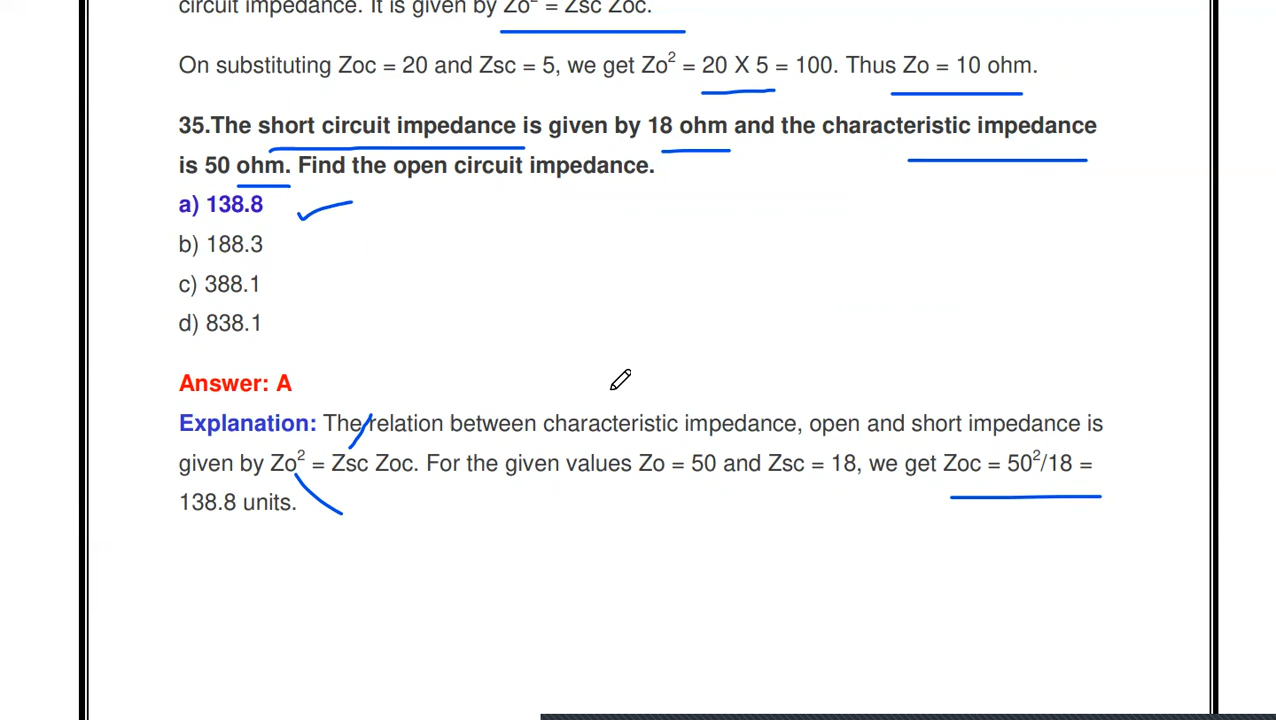 circuit impedance. It is given by Zo² = Zsc Zoc.
On substituting Zoc = 20 and Zsc = 5, we get Zo² = 20 X 5 = 100. Thus Zo = 10 ohm.
35.The short circuit impedance is given by 18 ohm and the characteristic impedance
is 50 ohm. Find the open circuit impedance.
a) 138.8
b) 188.3
c) 388.1
d) 838.1
Answer: A
Explanation: The relation between characteristic impedance, open and short impedance is
given by Zo² = Zsc Zoc. For the given values Zo = 50 and Zsc = 18, we get Zoc = 50²/18 =
138.8 units.